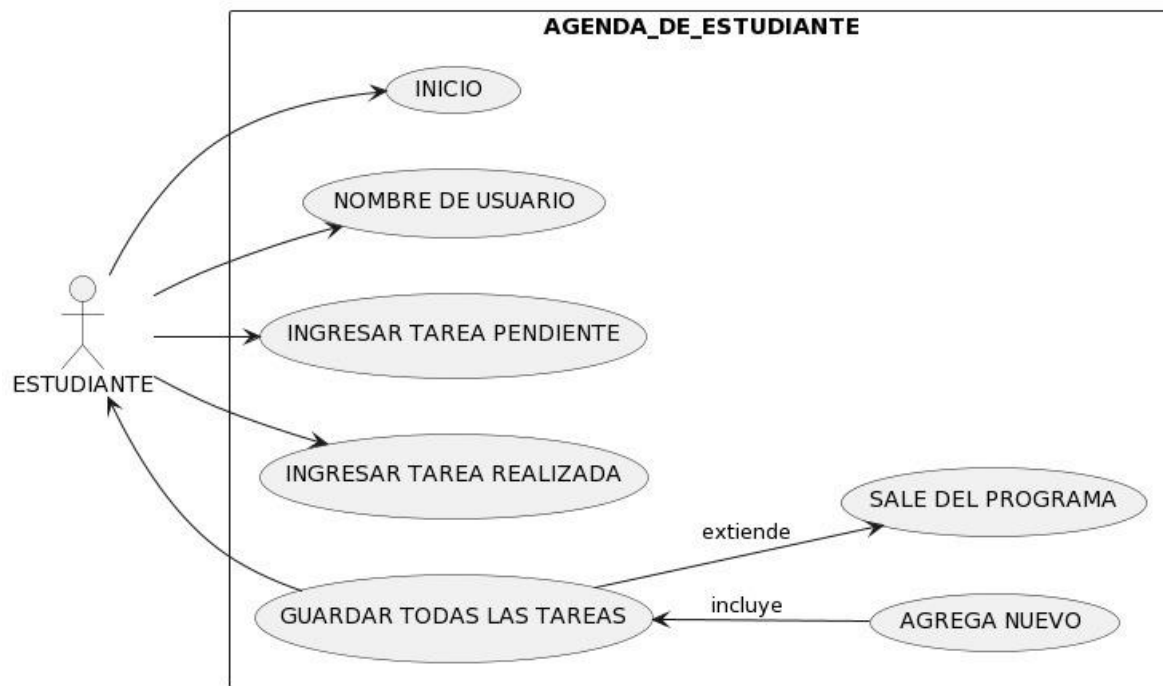 AGENDA_DE_ESTUDIANTE
INICIO
NOMBRE DE USUARIO
INGRESAR TAREA PENDIENTE
ESTUDIANTE
INGRESAR TAREA REALIZADA
SALE DEL PROGRAMA
extiende
incluye
GUARDAR TODAS LAS TAREAS
AGREGA NUEVO